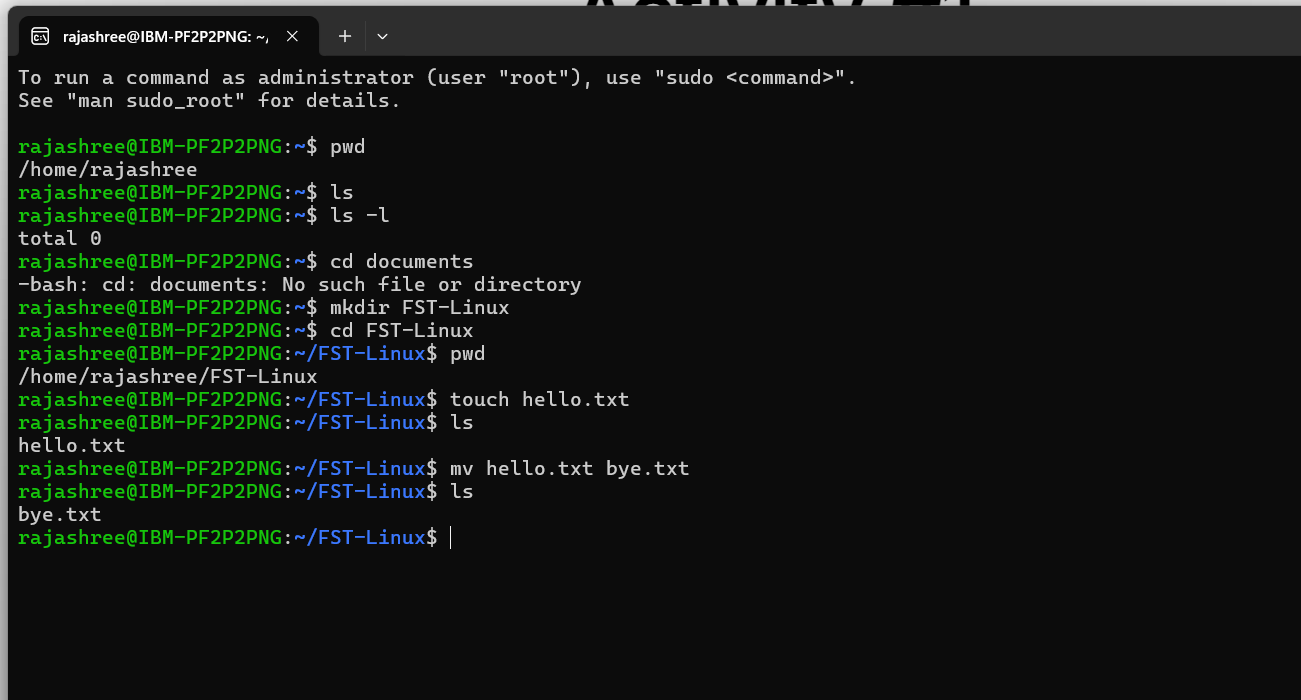 Activity #1
rajashree@IBM-PF2P2PNG: ~/
To run a command as administrator (user "root"), use "sudo <command>".
See "man sudo_root" for details.
rajashree@IBM-PF2P2PNG:~$ pwd
/home/rajashree
rajashree@IBM-PF2P2PNG:~$ ls
rajashree@IBM-PF2P2PNG:~$ ls -l
total 0
rajashree@IBM-PF2P2PNG:~$ cd documents
-bash: cd: documents: No such file or directory
rajashree@IBM-PF2P2PNG:~$ mkdir FST-Linux
rajashree@IBM-PF2P2PNG:~$ cd FST-Linux
rajashree@IBM-PF2P2PNG:~/FST-Linux$ pwd
/home/rajashree/FST-Linux
rajashree@IBM-PF2P2PNG:~/FST-Linux$ touch hello.txt
rajashree@IBM-PF2P2PNG:~/FST-Linux$ ls
hello.txt
rajashree@IBM-PF2P2PNG:~/FST-Linux$ mv hello.txt bye.txt
rajashree@IBM-PF2P2PNG:~/FST-Linux$ ls
bye.txt
rajashree@IBM-PF2P2PNG:~/FST-Linux$